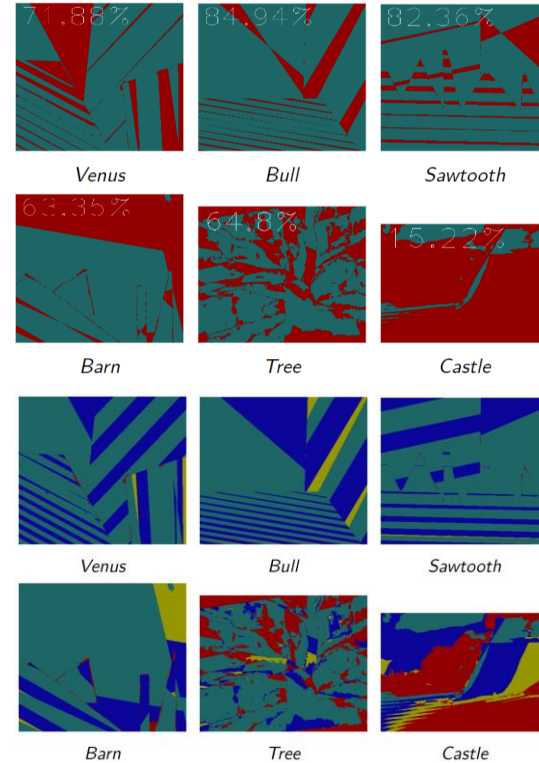 71.88% 84.94% 82.36%
Venus Bull Sawtooth
63.35% 64.8% 15.22%
Barn Tree Castle
Venus Bull Sawtooth
Barn Tree Castle